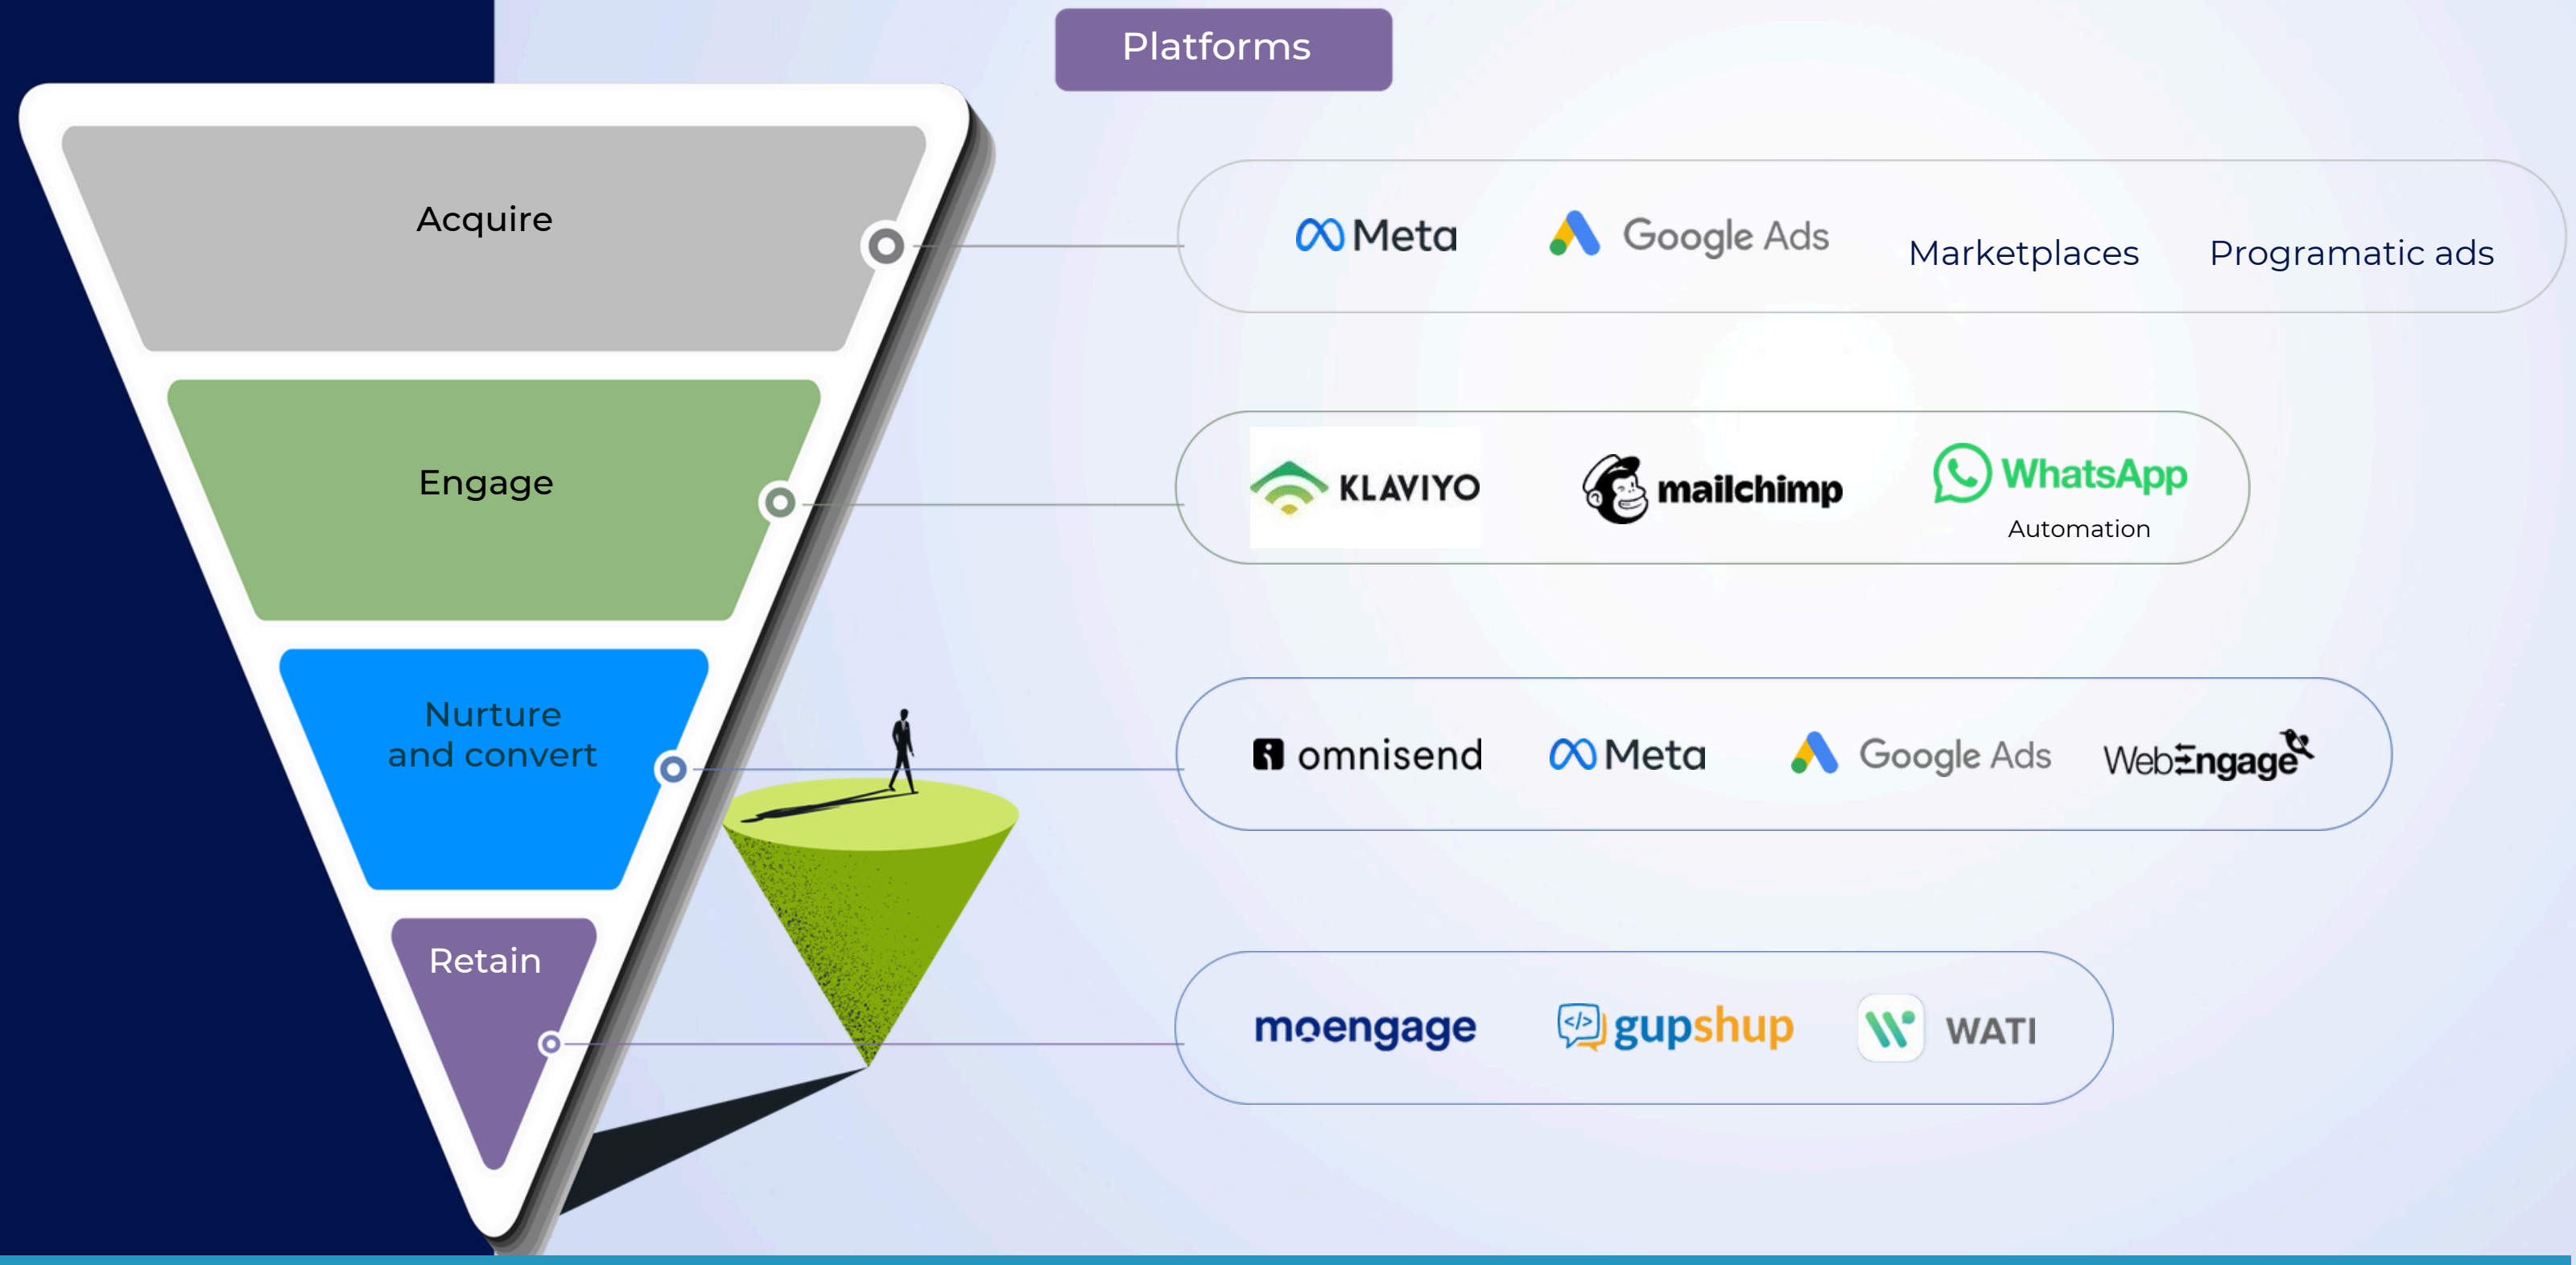 Platforms
Acquire
Meta Google Ads Marketplaces Programatic ads
Engage
KLAVIYO mailchimp WhatsApp
Automation
Nurture
and convert
omnisend Meta Google Ads WebEngage
Retain
moengage </> gupshup WATI